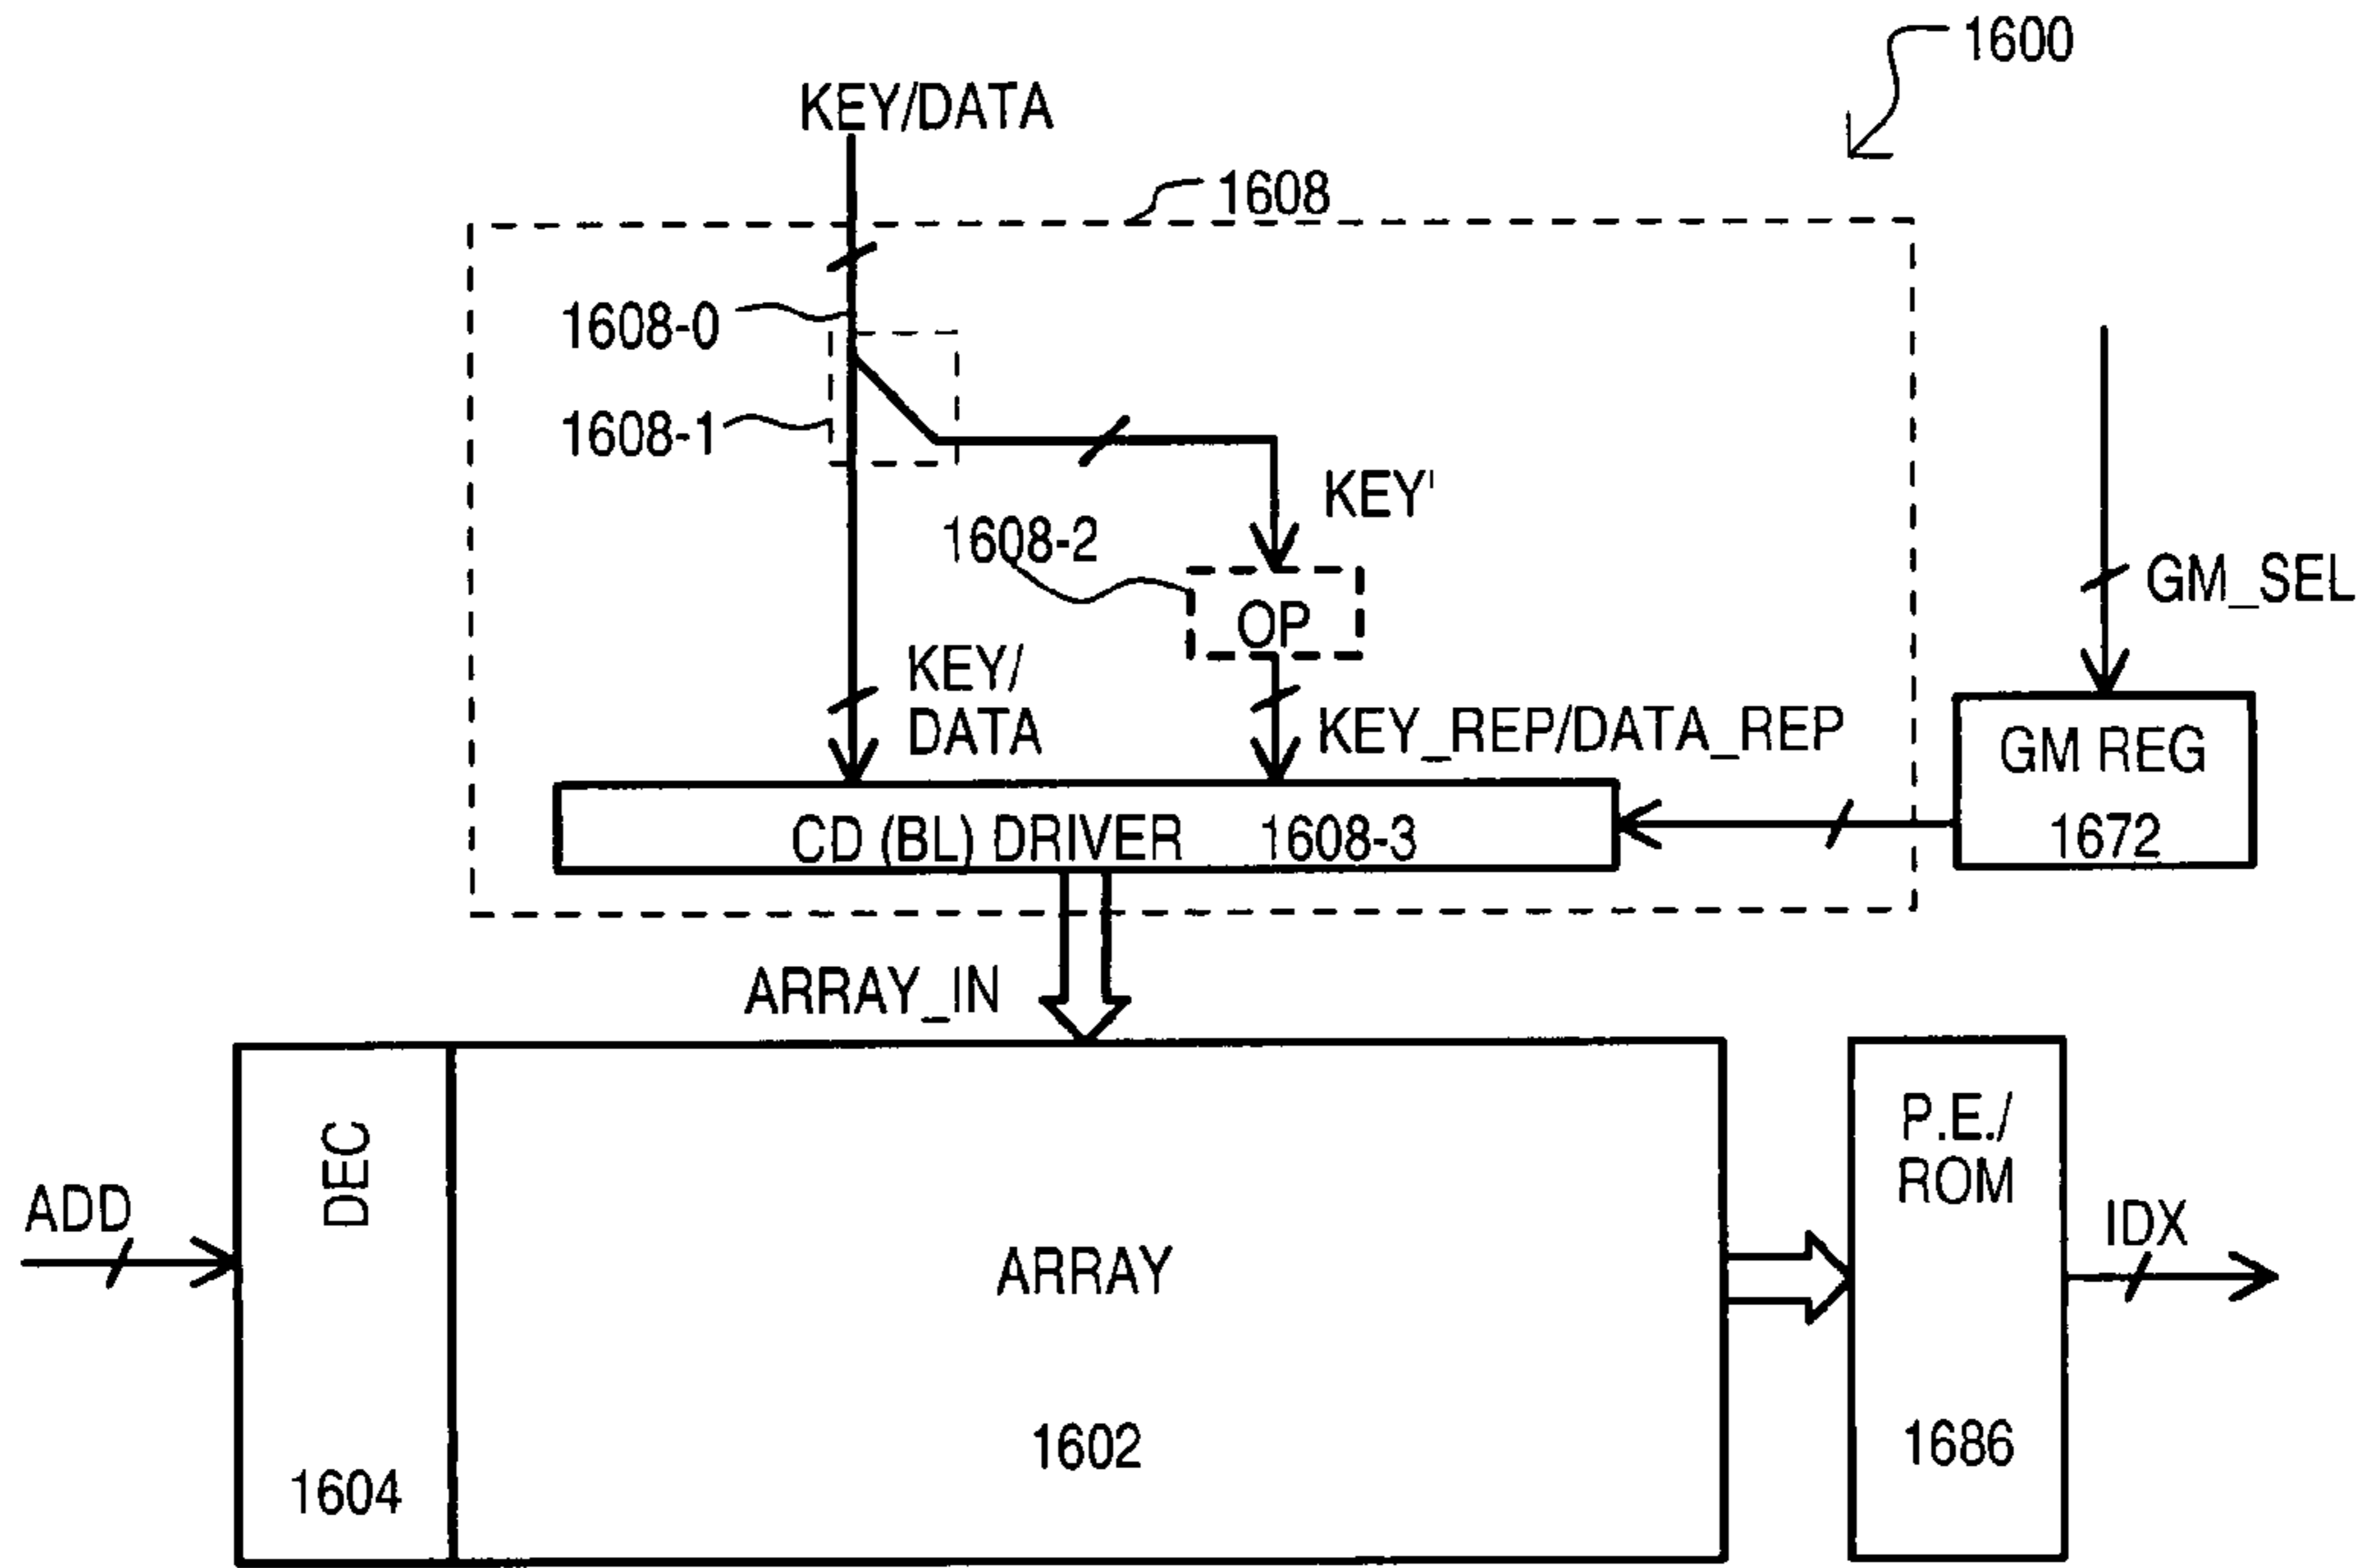 1600
KEY/DATA
1608
1608-0
1608-1
KEY'
1608-2
OP
GM_SEL
KEY/
DATA
KEY_REP/DATA_REP
GM REG
1672
CD (BL) DRIVER 1608-3
ARRAY_IN
DEC
P.E./
ROM
ADD
IDX
ARRAY
1602
1686
1604